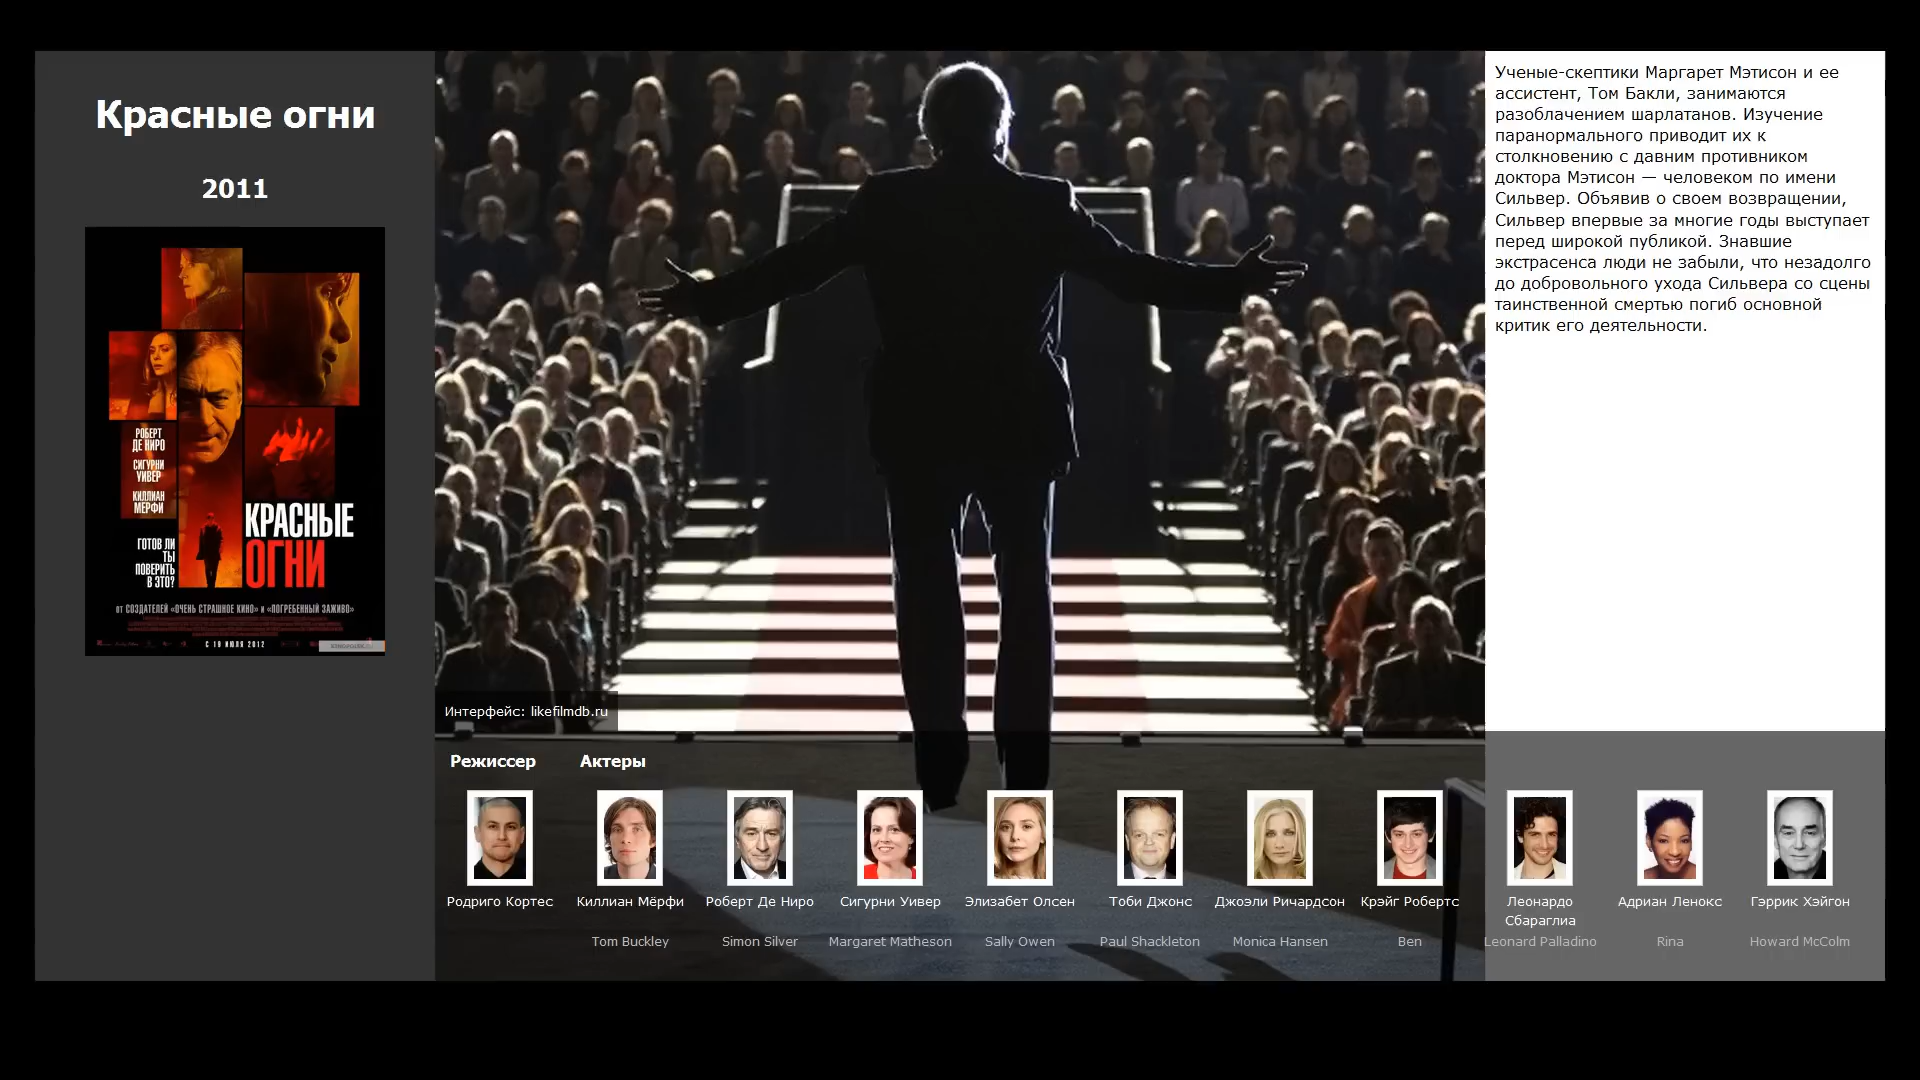 Красные огни
2011
РОБЕРТ
ДЕ НИРО
СИГУРНИ
УИВЕР
КИЛЛИАН
МЕРФИ
ГОТОВ ЛИ
ТЫ
ПОВЕРИТЬ
В ЭТО?
КРАСНЫЕ
ОГНИ
ОТ СОЗДАТЕЛЕЙ «ОЧЕНЬ СТРАШНОЕ КИНО» И «ПОГРЕБЕННЫЙ ЗАЖИВО»
С 19 ИЮЛЯ 2012
Интерфейс: likefilmdb.ru
Ученые-скептики Маргарет Мэтисон и ее
ассистент, Том Бакли, занимаются
разоблачением шарлатанов. Изучение
паранормального приводит их к
столкновению с давним противником
доктора Мэтисон — человеком по имени
Сильвер. Объявив о своем возвращении,
Сильвер впервые за многие годы выступает
перед широкой публикой. Знавшие
экстрасенса люди не забыли, что незадолго
до добровольного ухода Сильвера со сцены
таинственной смертью погиб основной
критик его деятельности.
Режиссер Актеры
Родриго Кортес Киллиан Мёрфи Роберт Де Ниро Сигурни Уивер Элизабет Олсен Тоби Джонс Джоэли Ричардсон Крэйг Робертс Леонардо Адриан Ленокс Гэррик Хэйгон
Сбараглиа
Tom Buckley Simon Silver Margaret Matheson Sally Owen Paul Shackleton Monica Hansen Ben Leonard Palladino Rina Howard McColm